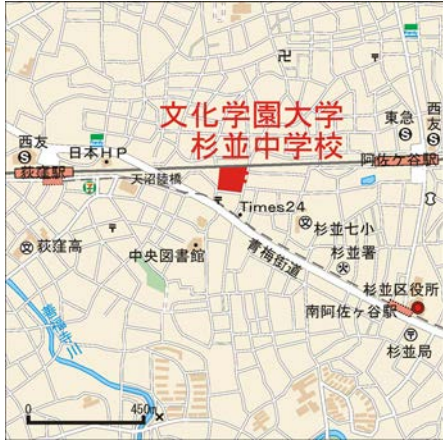 文化学園大学
杉並中学校
西友
日本HP
荻窪駅
天沼陸橋
東急
西友
阿佐ケ谷駅
Times24
杉並七小
荻窪高
中央図書館
青梅街道
杉並署
杉並区役所
南阿佐ヶ谷駅
杉並局
善福寺川
0 450m